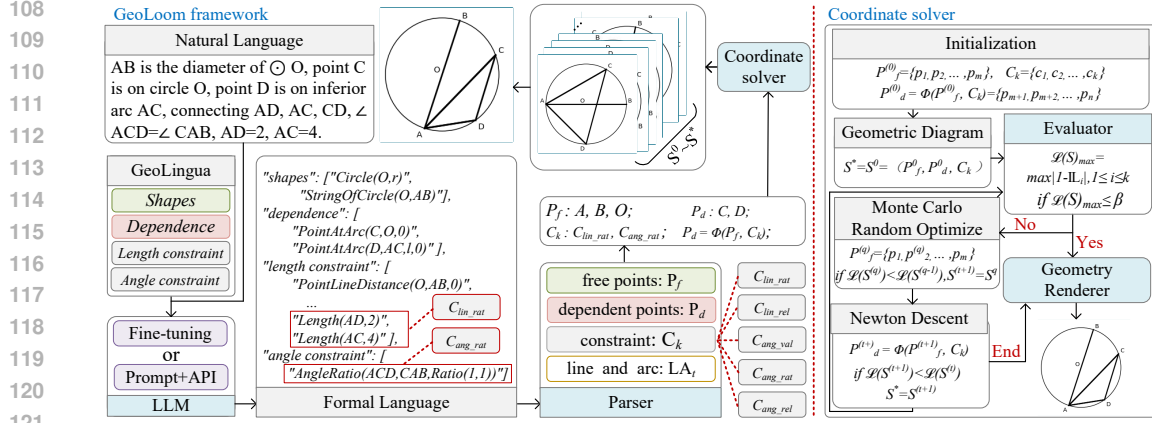 108
109
110
111
112
113
114
115
116
117
118
119
120
121
GeoLoom framework
Natural Language
AB is the diameter of ⊙ O, point C
is on circle O, point D is on inferior
arc AC, connecting AD, AC, CD, ∠
ACD=∠ CAB, AD=2, AC=4.
GeoLingua
Shapes
Dependence
Length constraint
Angle constraint
Fine-tuning
or
Prompt+API
LLM
"shapes": ["Circle(O,r)",
"StringOfCircle(O,AB)"],
"dependence": [
"PointAtArc(C,O,0)",
"PointAtArc(D,AC,l,0)" ],
"length constraint": [
"PointLineDistance(O,AB,0)",
...
"Length(AD,2)",
"Length(AC,4)" ],
"angle constraint": [
"AngleRatio(ACD,CAB,Ratio(1,1))"]
C_lin_rat
C_ang_rat
Formal Language
B
C
O
A
D
C
A
O
B
D
S^0~S^*
Coordinate
solver
P_f : A, B, O; P_d : C, D;
C_k : C_lin_rat, C_ang_rat; P_d = Φ(P_f, C_k);
free points: P_f
dependent points: P_d
constraint: C_k
line and arc: LA_t
Parser
C_lin_rat
C_lin_rel
C_ang_val
C_ang_rat
C_ang_rel
Coordinate solver
Initialization
P^(0)_f={p_1, p_2, ... ,p_m}, C_k={c_1, c_2, ... ,c_k}
P^(0)_d = Φ(P^(0)_f, C_k)={p_m+1, p_m+2, ... ,p_n}
Geometric Diagram
S^*=S^0= （P^0_f, P^0_d, C_k）
Evaluator
ℒ(S)_max=
max|1-𝕀L_i|,1≤ i≤k
if ℒ(S)_max≤ β
Monte Carlo
Random Optimize
P^(q)_f={p_1, p^(q)_2, ... ,p_m}
if ℒ(S^(q))<ℒ(S^(q-1)),S^(t+1)=S^q
No
Yes
Geometry
Renderer
Newton Descent
P^(t+)_d = Φ(P^(t+1)_f, C_k)
if ℒ(S^(t+1))<ℒ(S^(t))
S^*=S^(t+1)
End
B
O
C
A
D